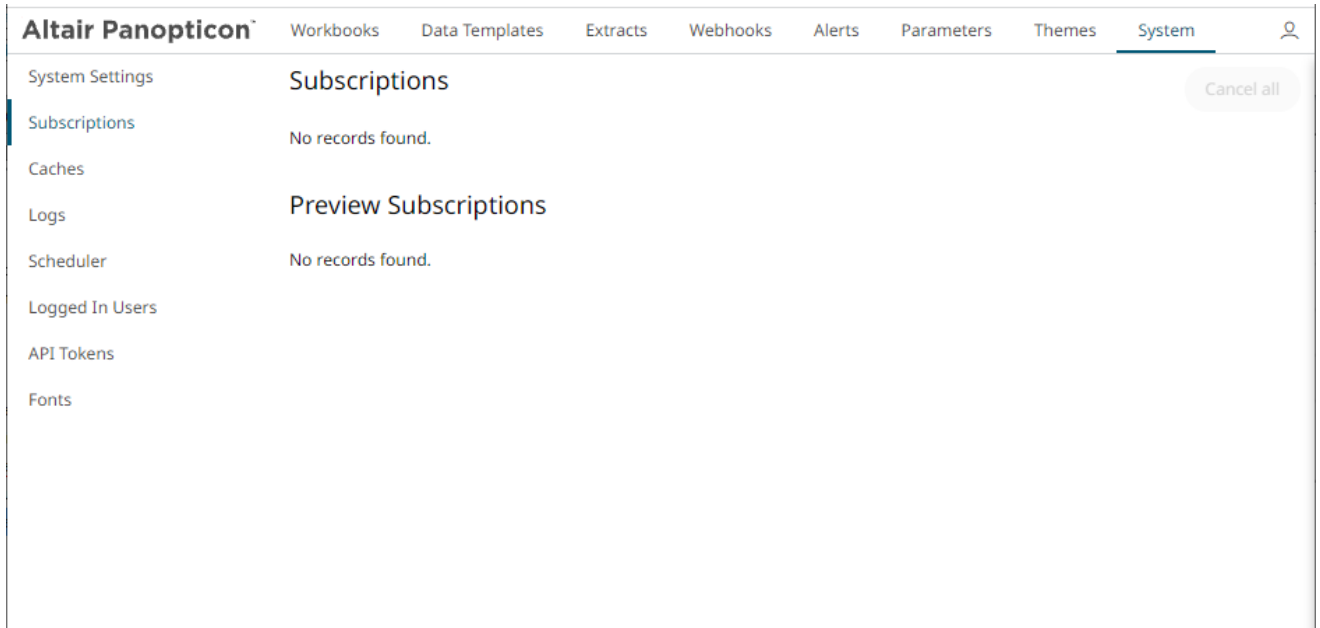 Altair Panopticon™ Workbooks Data Templates Extracts Webhooks Alerts Parameters Themes System
System Settings
Subscriptions
Caches
Logs
Scheduler
Logged In Users
API Tokens
Fonts
Subscriptions
Cancel all
No records found.
Preview Subscriptions
No records found.